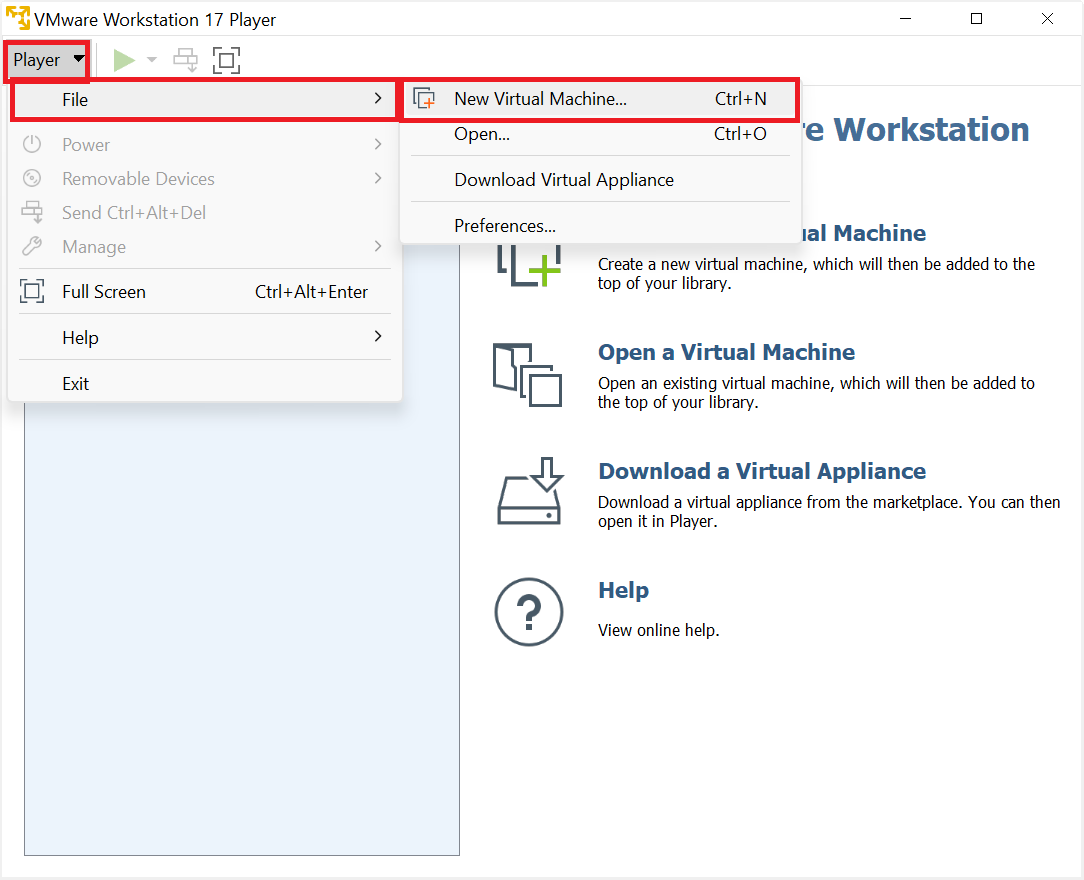 VMware Workstation 17 Player
Player
File
New Virtual Machine... Ctrl+N
Open... Ctrl+O
Download Virtual Appliance
Preferences...
Power
Removable Devices
Send Ctrl+Alt+Del
Manage
Full Screen Ctrl+Alt+Enter
Help
Exit
re Workstation
ual Machine
Create a new virtual machine, which will then be added to the
top of your library.
Open a Virtual Machine
Open an existing virtual machine, which will then be added to
the top of your library.
Download a Virtual Appliance
Download a virtual appliance from the marketplace. You can then
open it in Player.
Help
View online help.